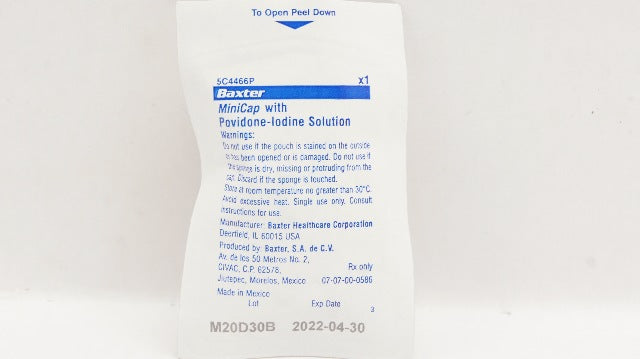 To Open Peel Down
5C4466P x1
Baxter
MiniCap with
Povidone-Iodine Solution
Warnings:
Do not use if the pouch is stained on the outside
or has been opened or is damaged. Do not use if
the sponge is dry, missing or protruding from the
cap. Discard if the sponge is touched.
Store at room temperature no greater than 30°C.
Avoid excessive heat. Single use only. Consult
instructions for use.
Manufacturer: Baxter Healthcare Corporation
Deerfield, IL 60015 USA
Produced by: Baxter, S.A. de C.V.
Av. de los 50 Metros No. 2,
CIVAC, C.P. 62578, Rx only
Jiutepec, Morelos, Mexico 07-07-00-0586
Made in Mexico
Lot Exp Date 3
M20D30B 2022-04-30